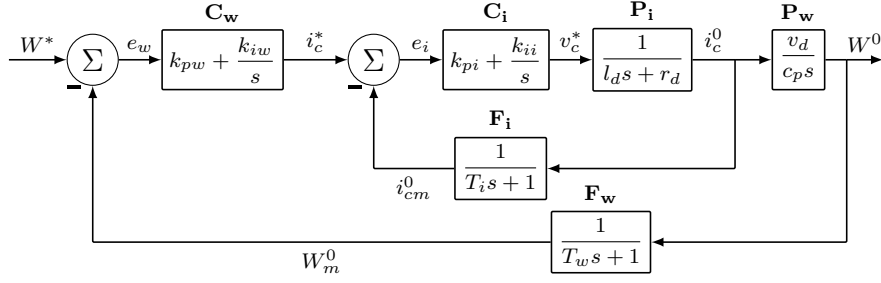 C_w C_i P_i P_w
W* Σ e_w k_{pw} + \frac{k_{iw}}{s} i_c^* Σ e_i k_{pi} + \frac{k_{ii}}{s} v_c^* \frac{1}{l_d s + r_d} i_c^0 \frac{v_d}{c_p s} W^0
F_i
i_{cm}^0 \frac{1}{T_i s + 1}
F_w
W_m^0 \frac{1}{T_w s + 1}